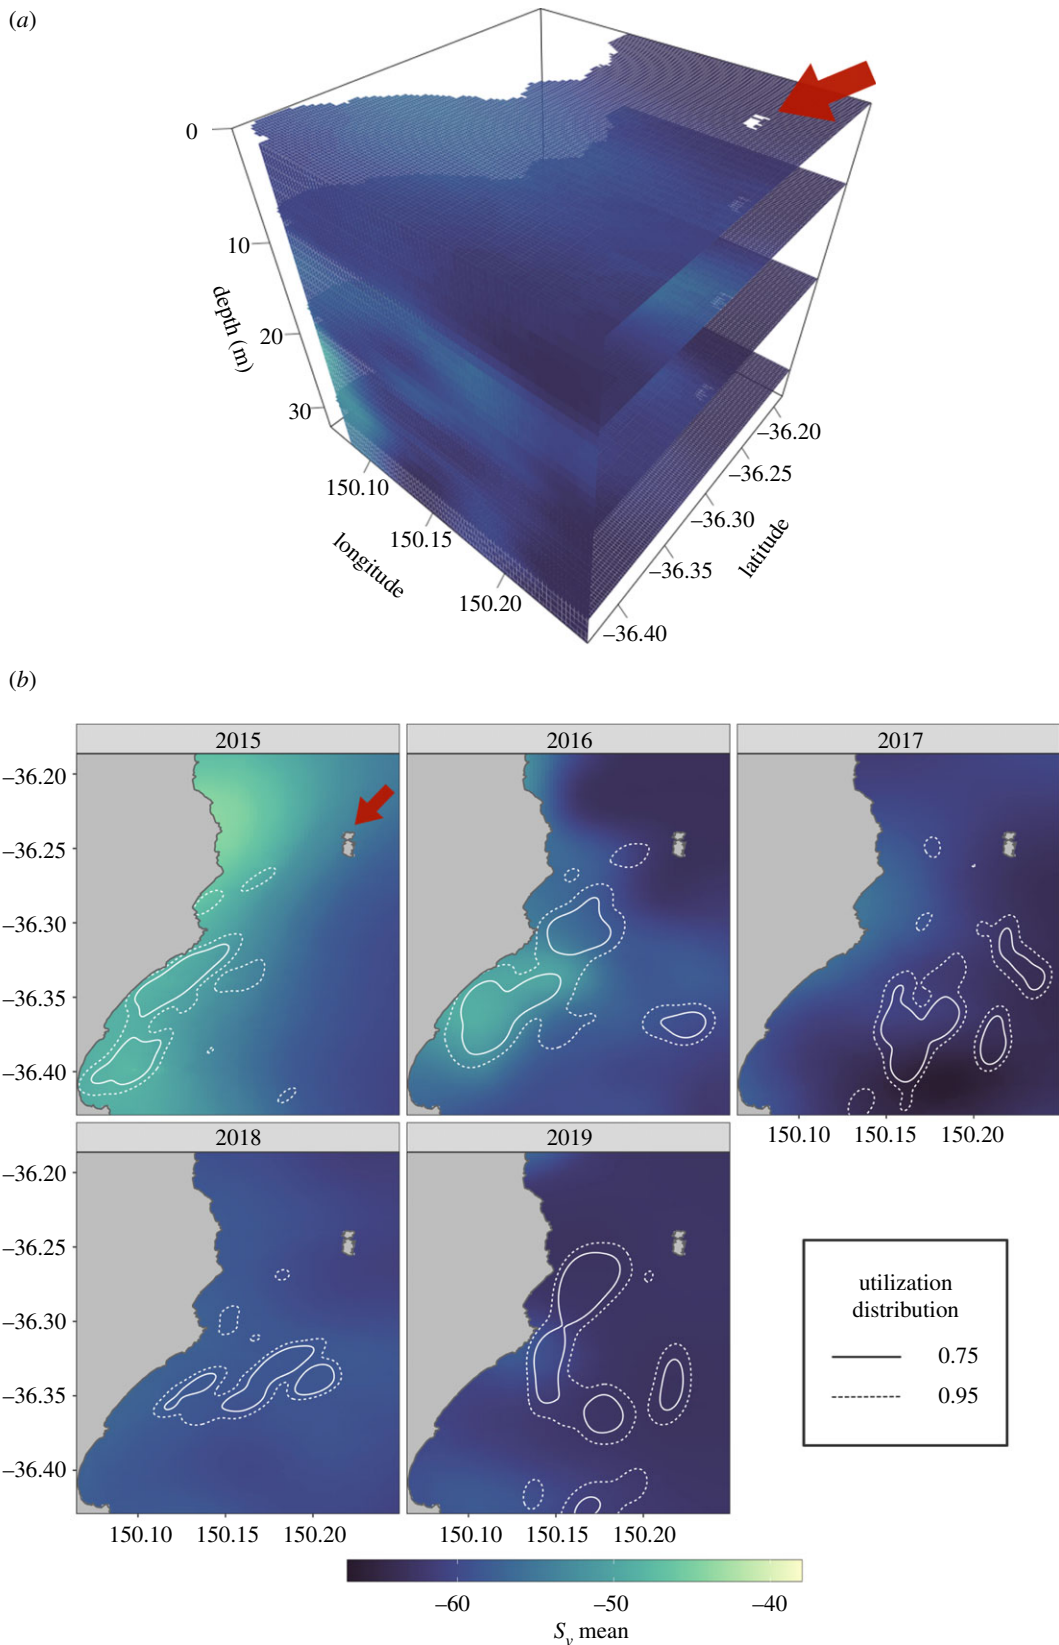 (a)
0
10
20
30
depth (m)
150.10
150.15
150.20
longitude
–36.20
–36.25
–36.30
–36.35
–36.40
latitude
(b)
2015
2016
2017
–36.20
–36.25
–36.30
–36.35
–36.40
150.10 150.15 150.20
2018
2019
–36.20
–36.25
–36.30
–36.35
–36.40
150.10 150.15 150.20
150.10 150.15 150.20
utilization
distribution
0.75
0.95
–60 –50 –40
Sv mean